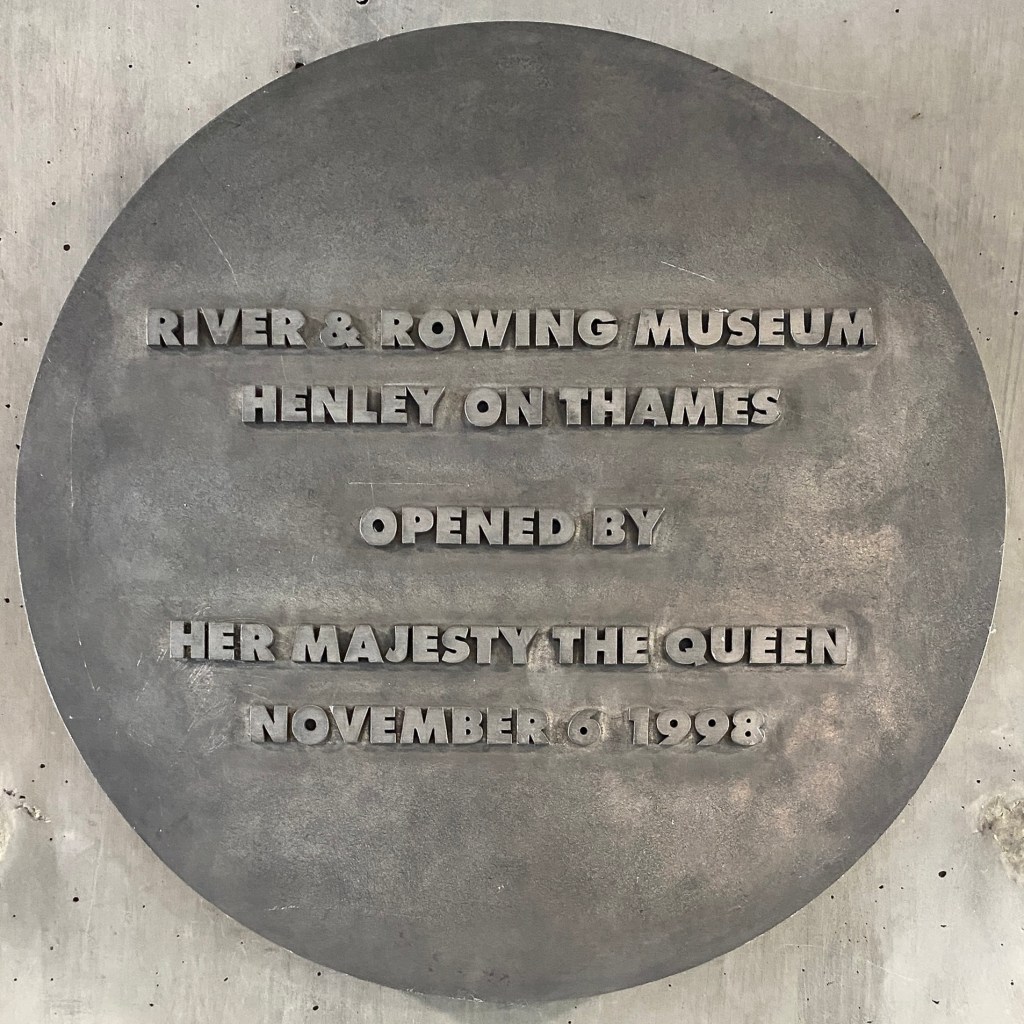 RIVER & ROWING MUSEUM
HENLEY ON THAMES
OPENED BY
HER MAJESTY THE QUEEN
NOVEMBER 6 1998